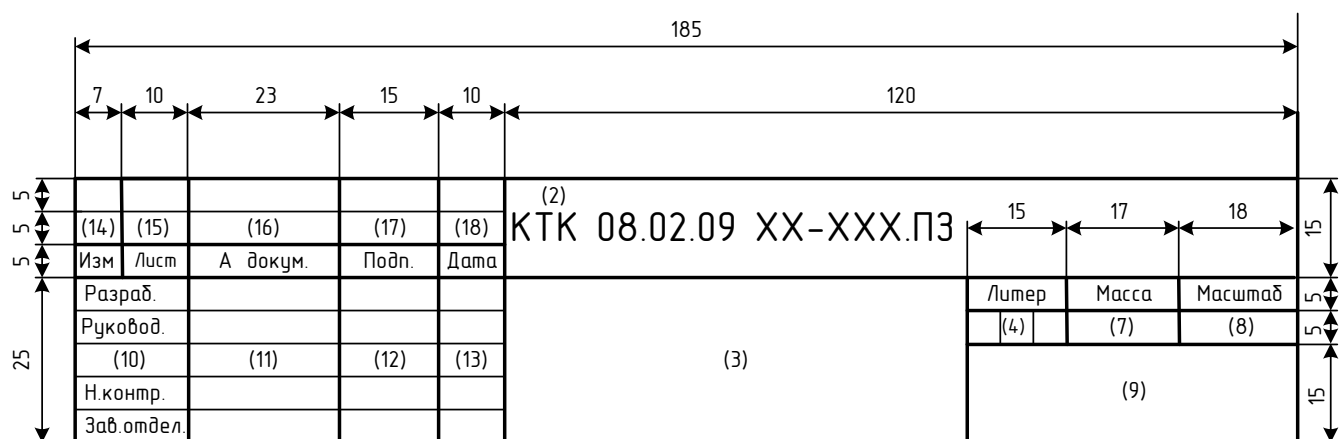 185
7 10 23 15 10 120
5 (2)
КТК 08.02.09 XX-XXX.ПЗ
5 (14) (15) (16) (17) (18) 15 17 18 15
5 Изм Лист А докум. Подп. Дата
Разраб. Литер Масса Масштаб 5
Руковод. (4) (7) (8) 5
25 (10) (11) (12) (13) (3)
Н.контр. (9) 15
Зав.отдел.